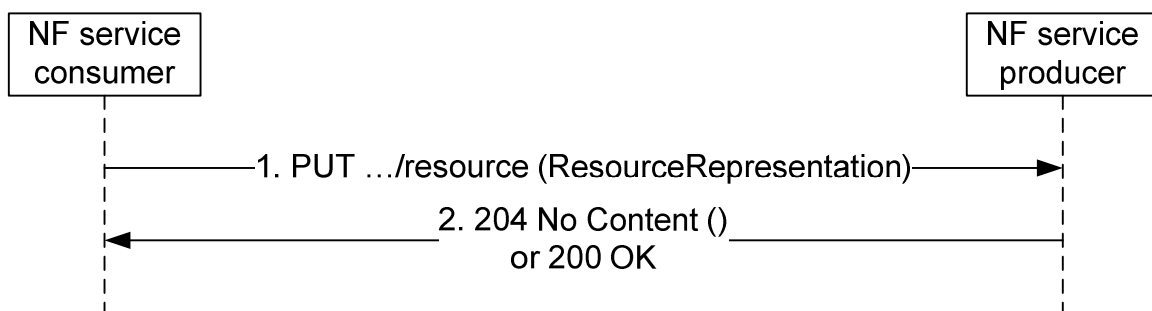 NF service
consumer
NF service
producer
1. PUT …/resource (ResourceRepresentation)
2. 204 No Content ()
or 200 OK